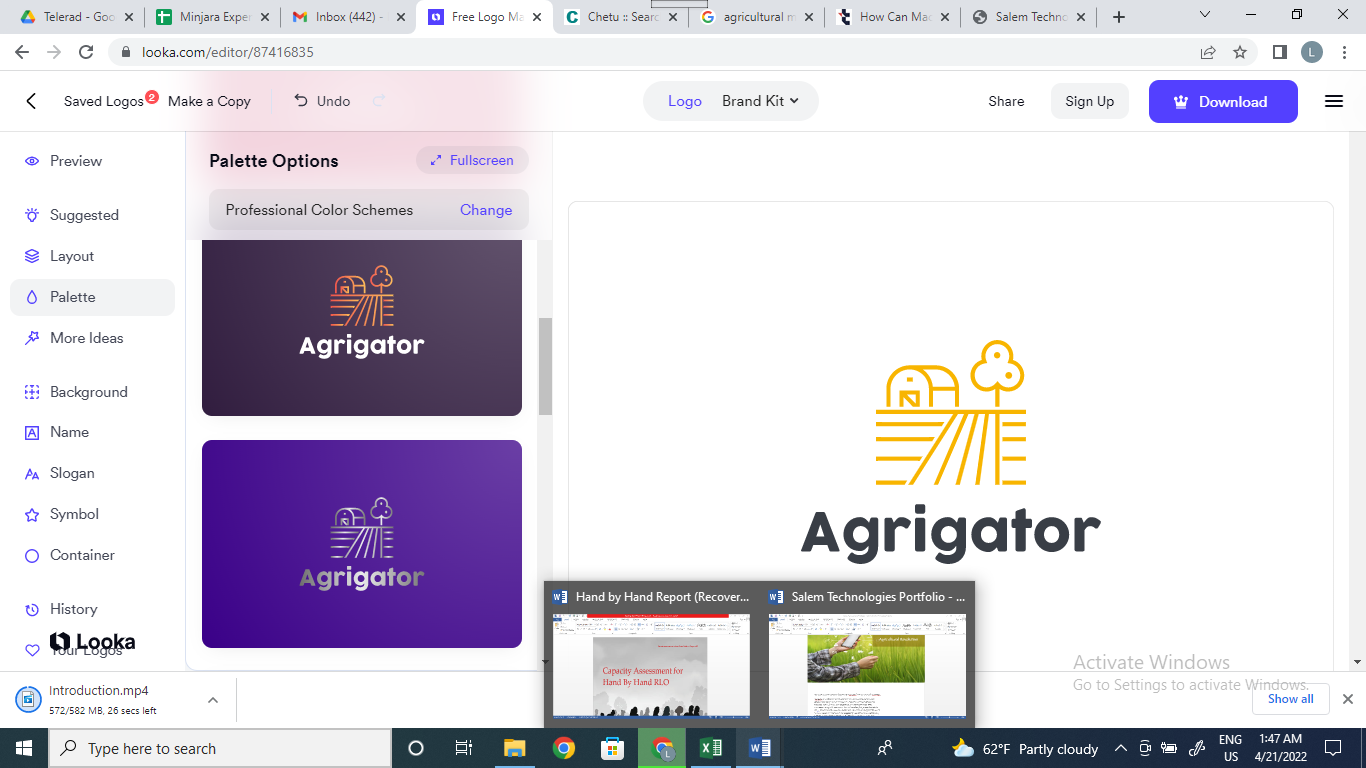 Telerad - Goo
Minjara Exper
Inbox (442) -
Free Logo Ma
Chetu :: Searc
agricultural m
How Can Mac
Salem Techno
looka.com/editor/87416835
L
Saved Logos 2
Make a Copy
Undo
Logo
Brand Kit
Share
Sign Up
Download
Preview
Suggested
Layout
Palette
More Ideas
Background
Name
Slogan
Symbol
Container
History
Your Logos
Looka
Palette Options
Fullscreen
Professional Color Schemes
Change
Agrigator
Agrigator
Agrigator
Hand by Hand Report (Recover...
Salem Technologies Portfolio - ...
Capacity Assessment for
Hand By Hand RLO
Activate Windows
Go to Settings to activate Windows.
Introduction.mp4
572/582 MB, 26 secs left
Show all
Type here to search
L
62°F Partly cloudy
ENG
US
1:47 AM
4/21/2022